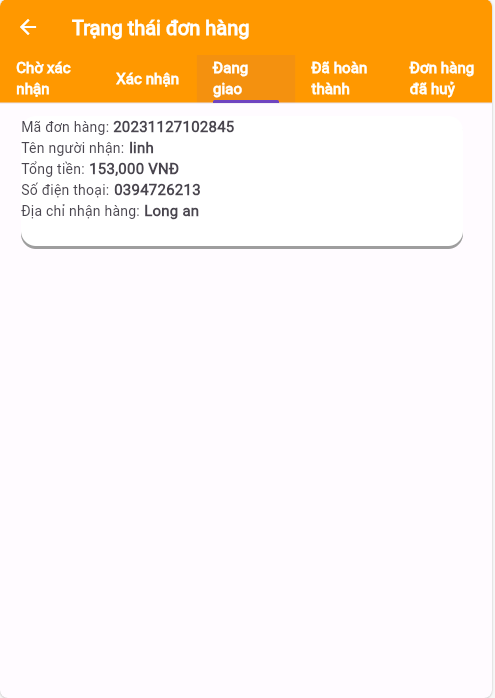 Trạng thái đơn hàng
Chờ xác
nhận
Xác nhận
Đang
giao
Đã hoàn
thành
Đơn hàng
đã huỷ
Mã đơn hàng: 20231127102845
Tên người nhận: linh
Tổng tiền: 153,000 VNĐ
Số điện thoại: 0394726213
Địa chỉ nhận hàng: Long an